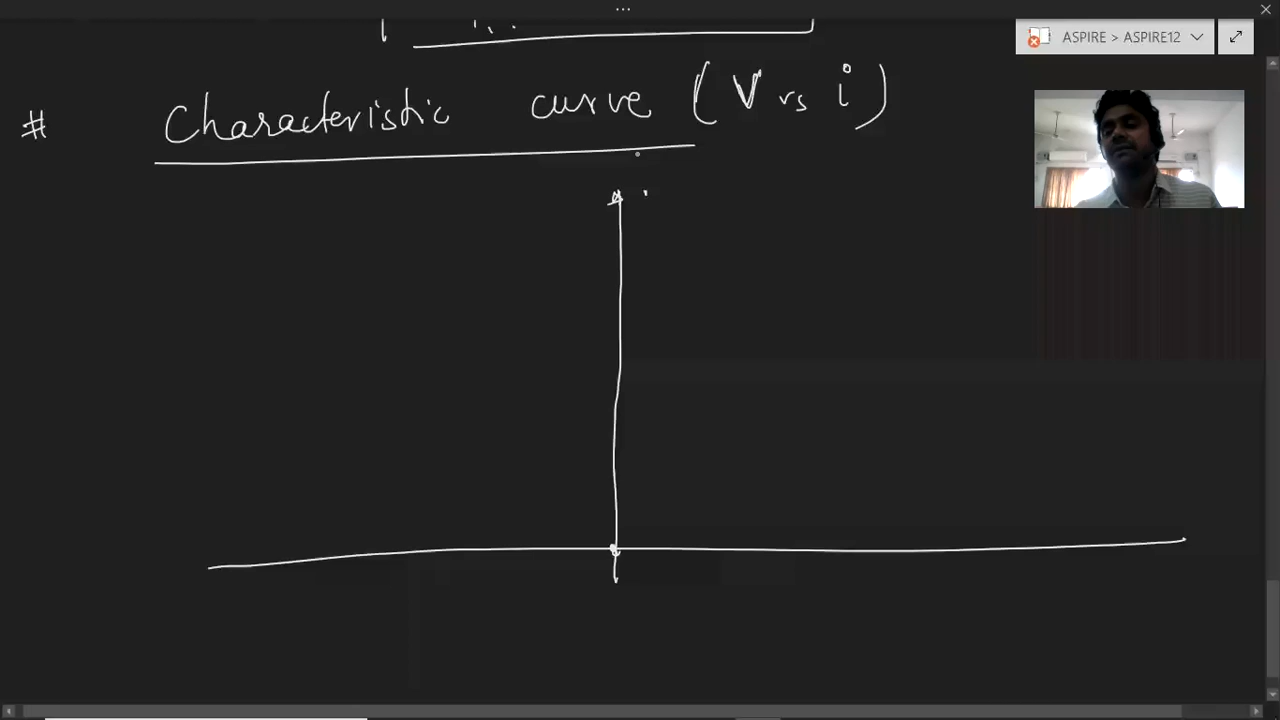 ASPIRE > ASPIRE12
# Characteristic curve (V vs i)